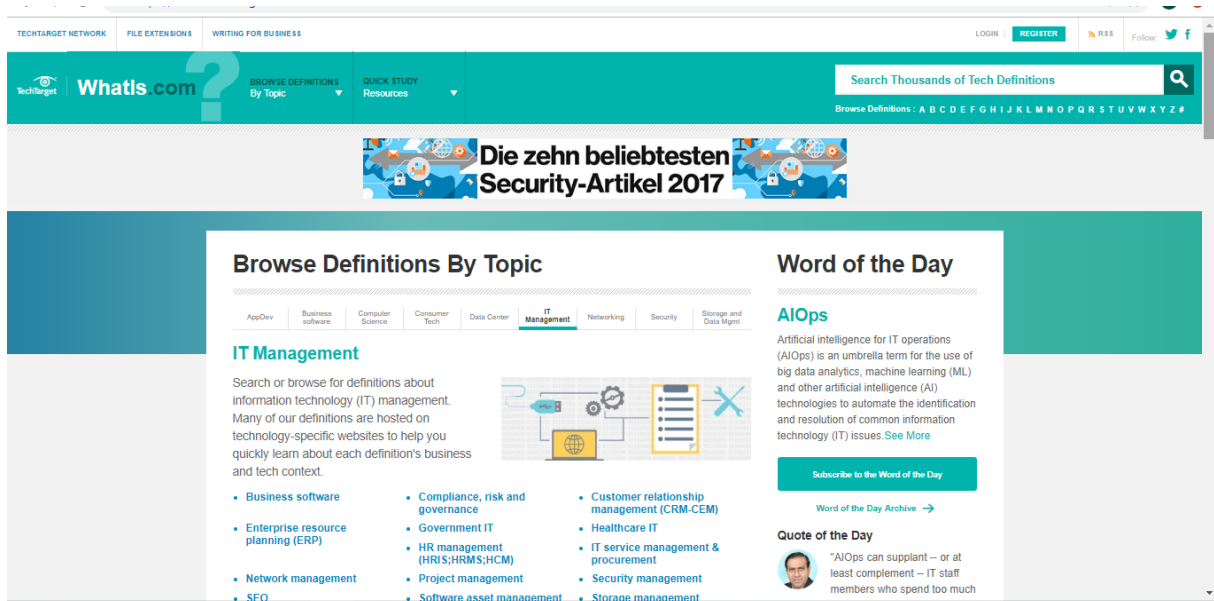 TECHTARGET NETWORK FILE EXTENSIONS WRITING FOR BUSINESS
LOGIN REGISTER RSS Follow:
TechTarget
WhatIs.com
BROWSE DEFINITIONS
By Topic
QUICK STUDY
Resources
Search Thousands of Tech Definitions
Browse Definitions : A B C D E F G H I J K L M N O P Q R S T U V W X Y Z #
Die zehn beliebtesten
Security-Artikel 2017
Browse Definitions By Topic
AppDev
Business
software
Computer
Science
Consumer
Tech
Data Center
IT
Management
Networking
Security
Storage and
Data Mgmt
IT Management
Search or browse for definitions about
information technology (IT) management.
Many of our definitions are hosted on
technology-specific websites to help you
quickly learn about each definition's business
and tech context.
• Business software
• Compliance, risk and
governance
• Customer relationship
management (CRM-CEM)
• Enterprise resource
planning (ERP)
• Government IT
• Healthcare IT
• HR management
(HRIS;HRMS;HCM)
• IT service management &
procurement
• Network management
• Project management
• Security management
• SEO
• Software asset management
• Storage management
Word of the Day
AIOps
Artificial intelligence for IT operations
(AIOps) is an umbrella term for the use of
big data analytics, machine learning (ML)
and other artificial intelligence (AI)
technologies to automate the identification
and resolution of common information
technology (IT) issues.See More
Subscribe to the Word of the Day
Word of the Day Archive
Quote of the Day
"AIOps can supplant -- or at
least complement -- IT staff
members who spend too much